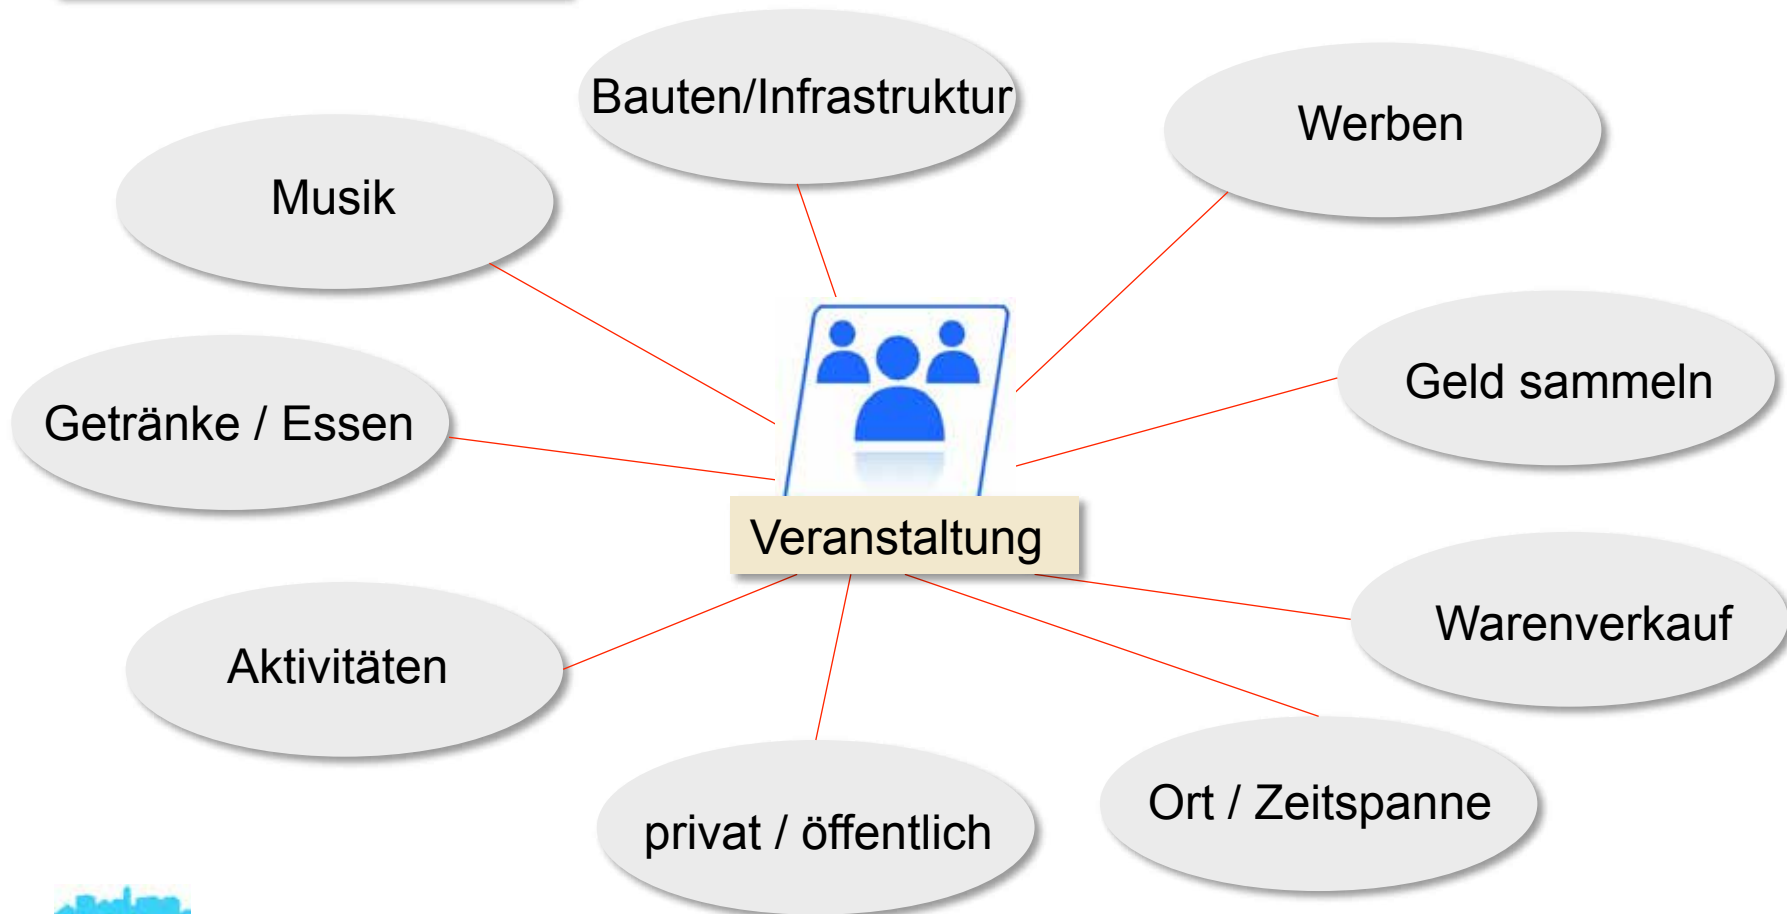 Bauten/Infrastruktur
Werben
Musik
Geld sammeln
Getränke / Essen
Veranstaltung
Warenverkauf
Aktivitäten
Ort / Zeitspanne
privat / öffentlich